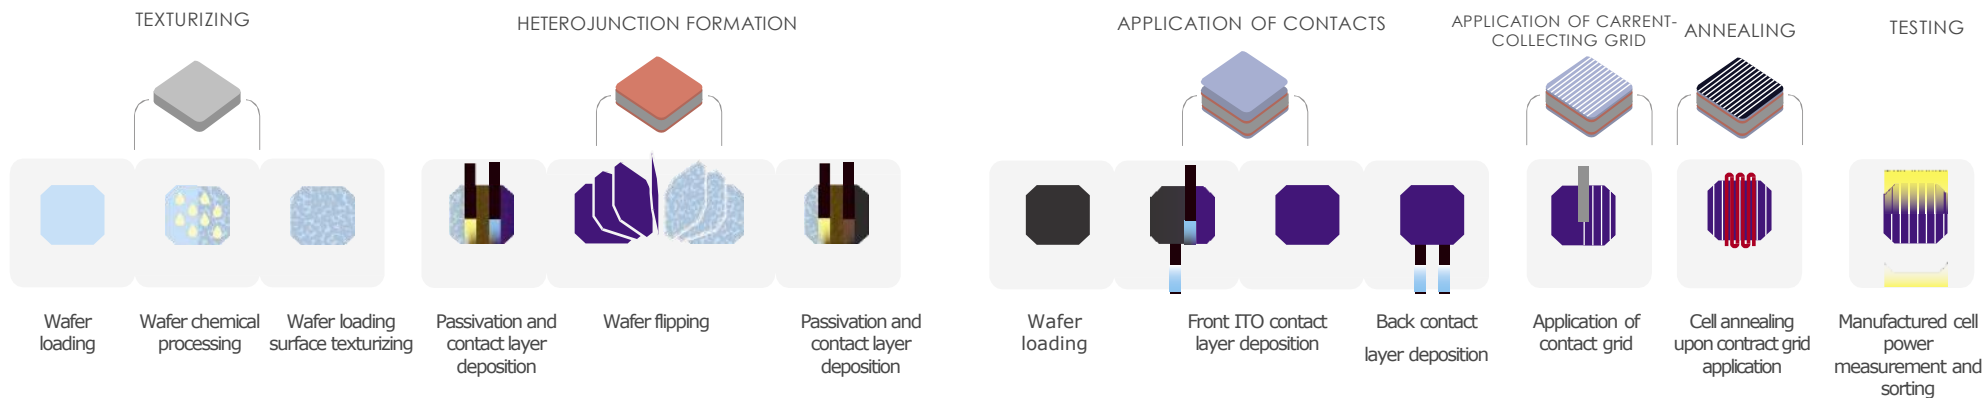 TEXTURIZING
HETEROJUNCTION FORMATION
APPLICATION OF CONTACTS
APPLICATION OF CARRENT-
COLLECTING GRID
ANNEALING
TESTING
Wafer
loading
Wafer chemical
processing
Wafer loading
surface texturizing
Passivation and
contact layer
deposition
Wafer flipping
Passivation and
contact layer
deposition
Wafer
loading
Front ITO contact
layer deposition
Back contact
layer deposition
Application of
contact grid
Cell annealing
upon contract grid
application
Manufactured cell
power
measurement and
sorting